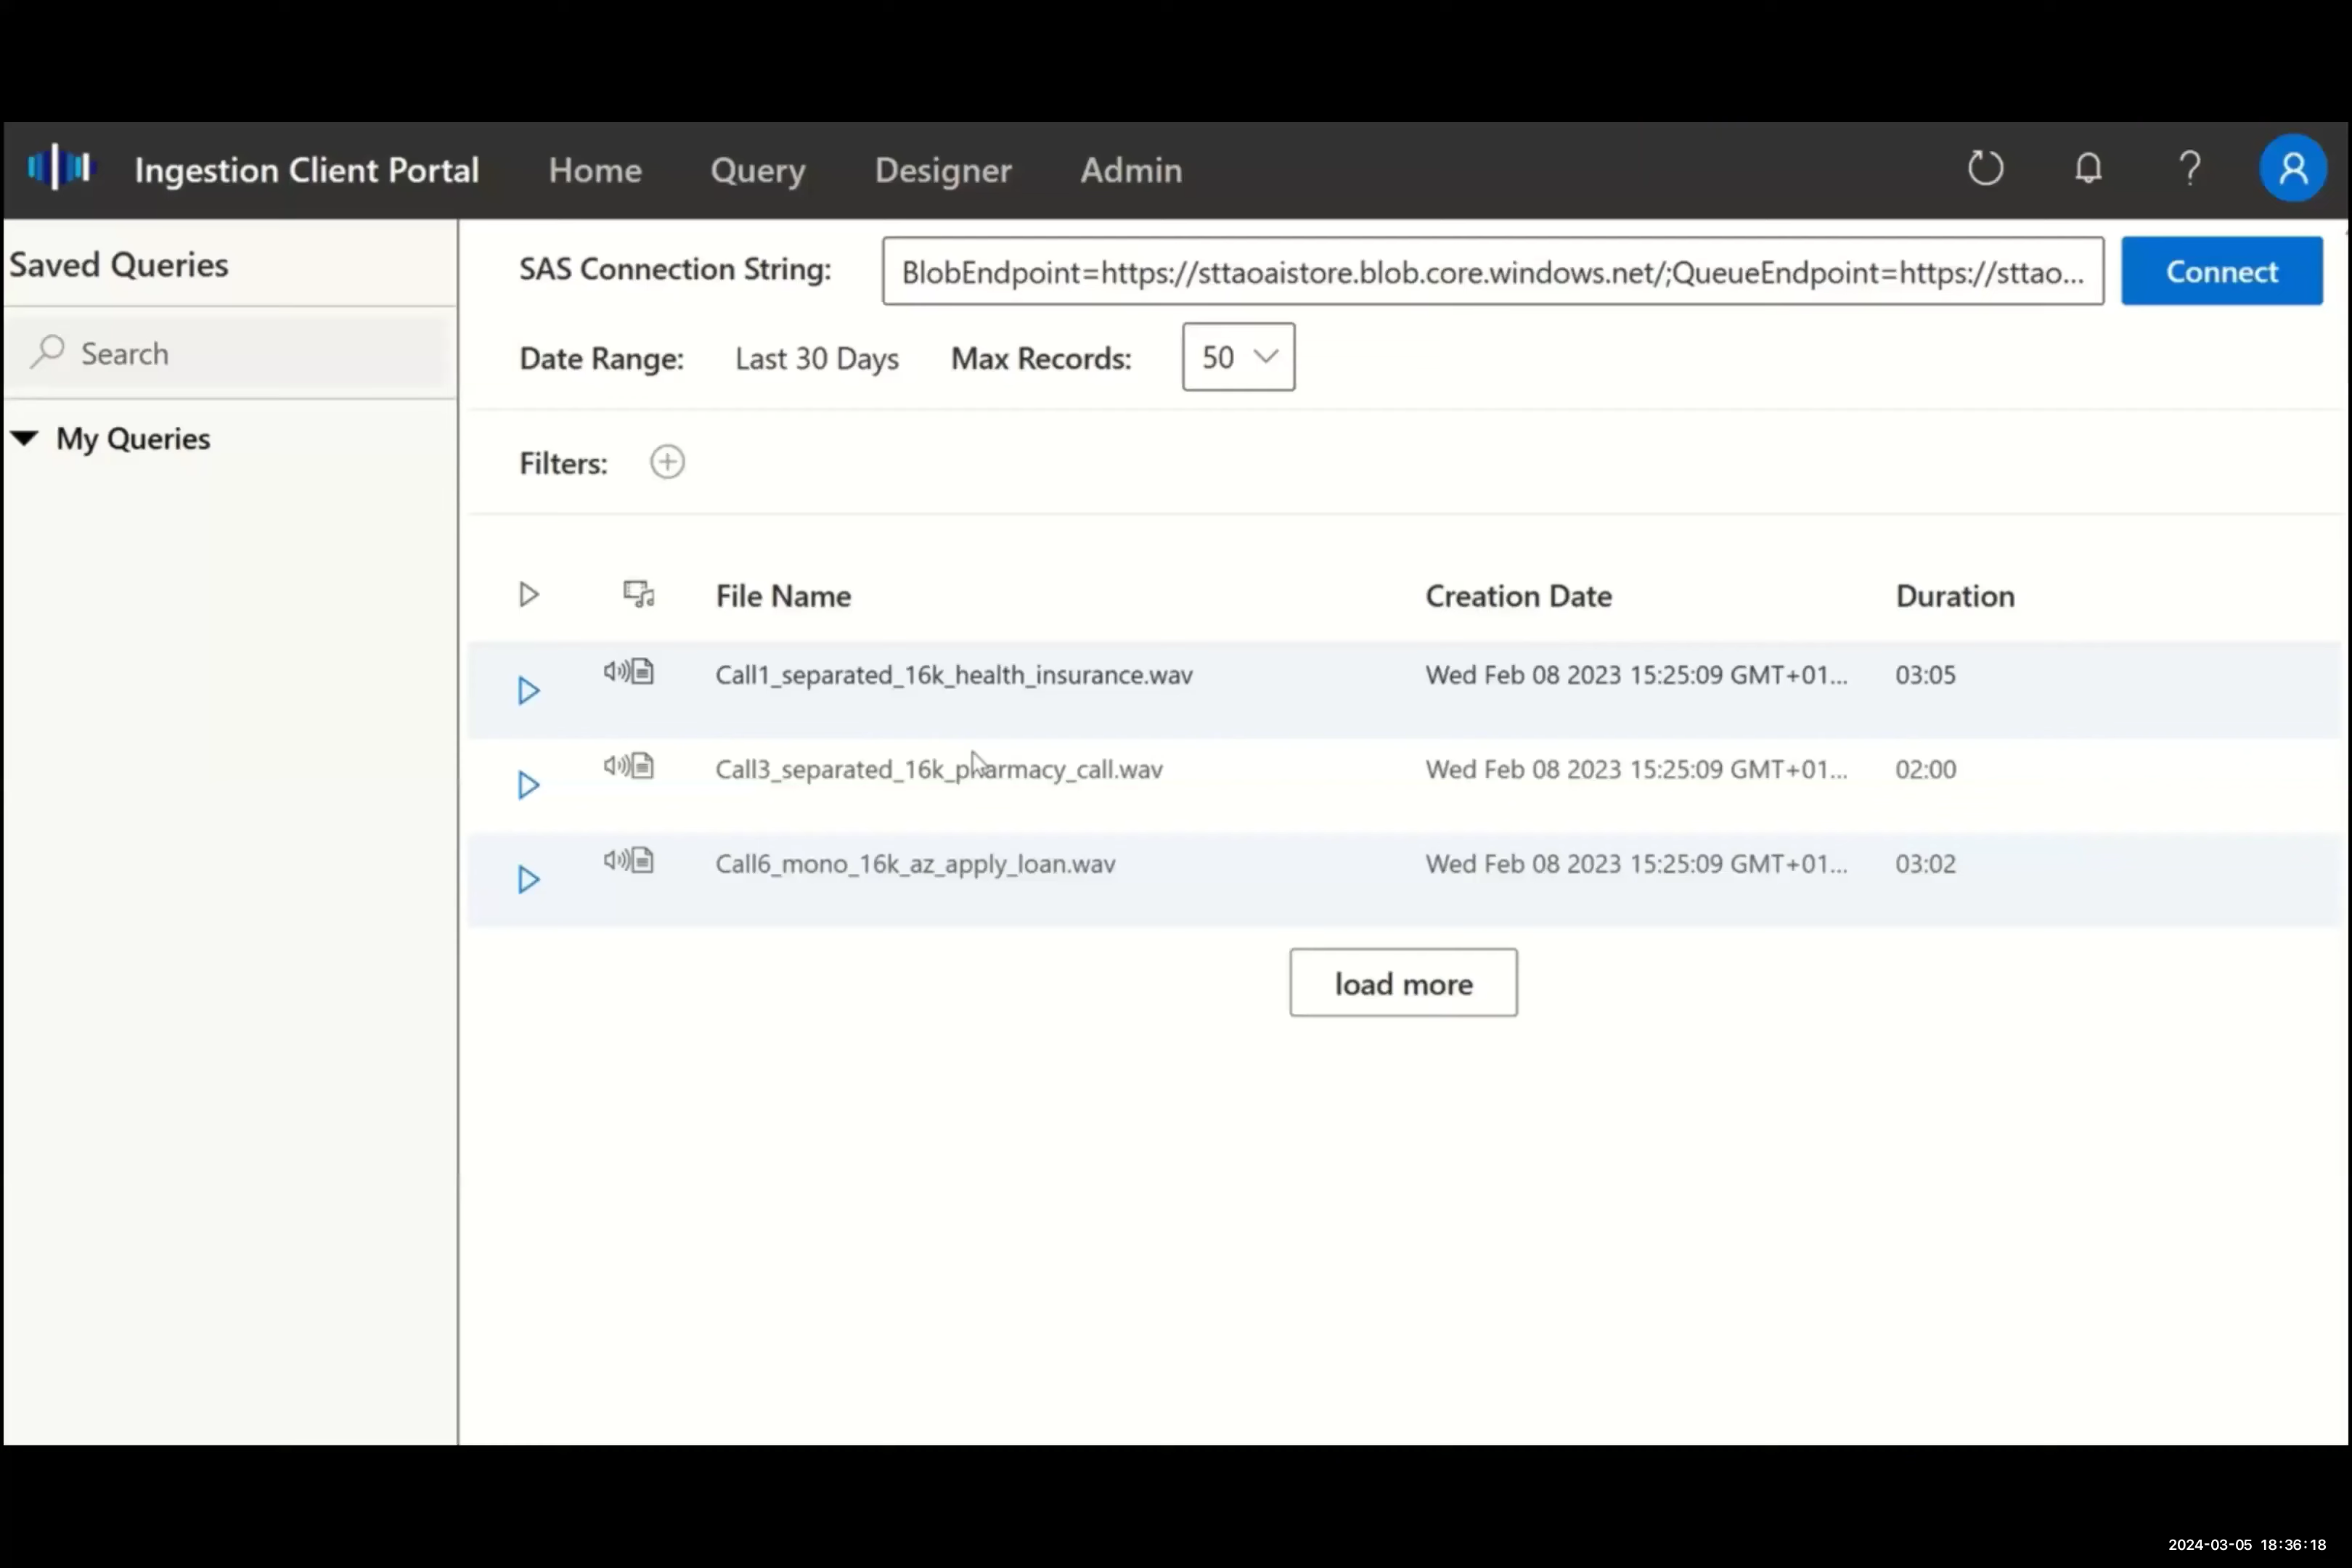 Ingestion Client Portal Home Query Designer Admin
Saved Queries
Search
My Queries
SAS Connection String: BlobEndpoint=https://sttaoaistore.blob.core.windows.net/;QueueEndpoint=https://sttao... Connect
Date Range: Last 30 Days Max Records: 50
Filters:
File Name Creation Date Duration
Call1_separated_16k_health_insurance.wav Wed Feb 08 2023 15:25:09 GMT+01... 03:05
Call3_separated_16k_pharmacy_call.wav Wed Feb 08 2023 15:25:09 GMT+01... 02:00
Call6_mono_16k_az_apply_loan.wav Wed Feb 08 2023 15:25:09 GMT+01... 03:02
load more
2024-03-05 18:36:18